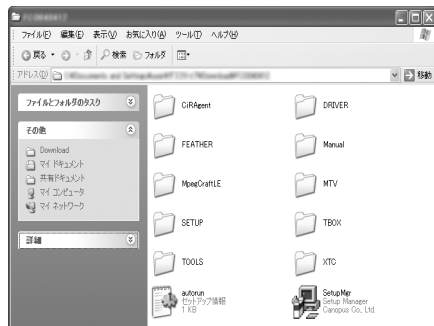 ファイル(F) 編集(E) 表示(V) お気に入り(A) ツール(T) ヘルプ(H)
戻る 検索 フォルダ
アドレス(D) 移動
ファイルとフォルダのタスク
その他
Download
マイ ドキュメント
共有ドキュメント
マイ コンピュータ
マイ ネットワーク
詳細
CiRAgent DRIVER
FEATHER Manual
MpegCraftLE MTV
SETUP TBOX
TOOLS XTC
autorun
セットアップ情報
1 KB
SetupMgr
Setup Manager
Canopus Co., Ltd.